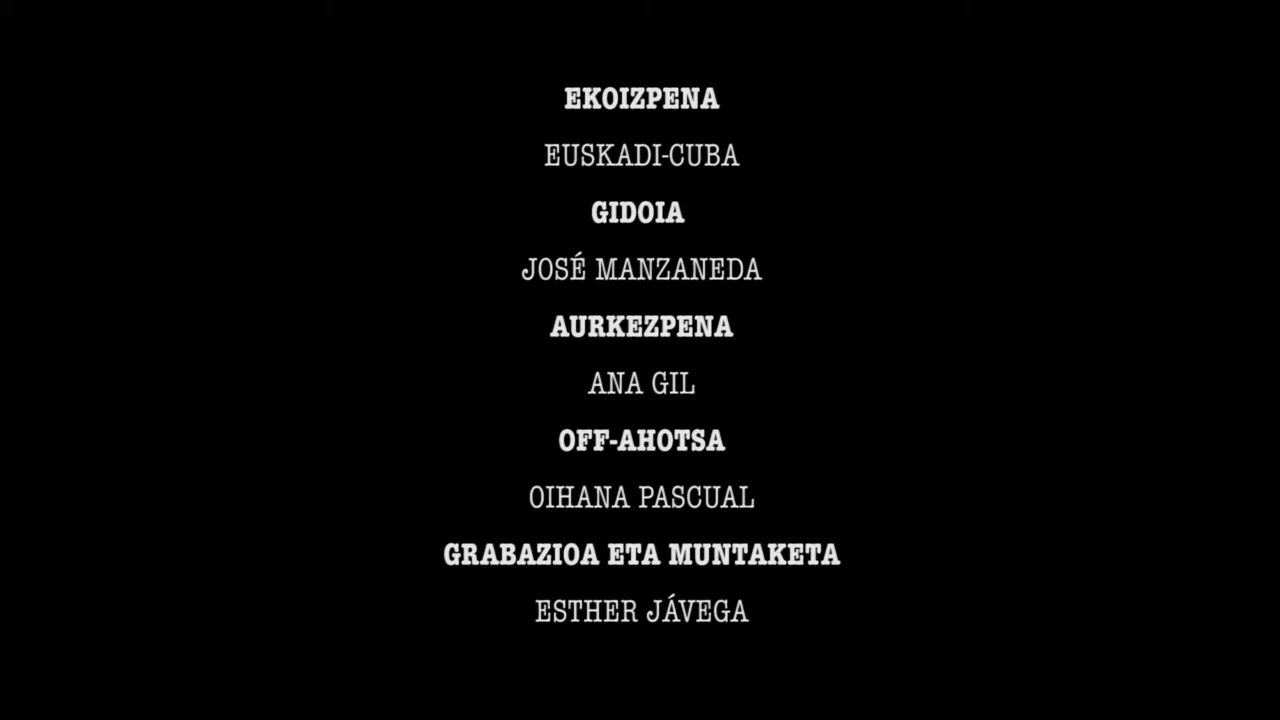 EKOIZPENA
EUSKADI-CUBA
GIDOIA
JOSÉ MANZANEDA
AURKEZPENA
ANA GIL
OFF-AHOTSA
OIHANA PASCUAL
GRABAZIOA ETA MUNTAKETA
ESTHER JÁVEGA